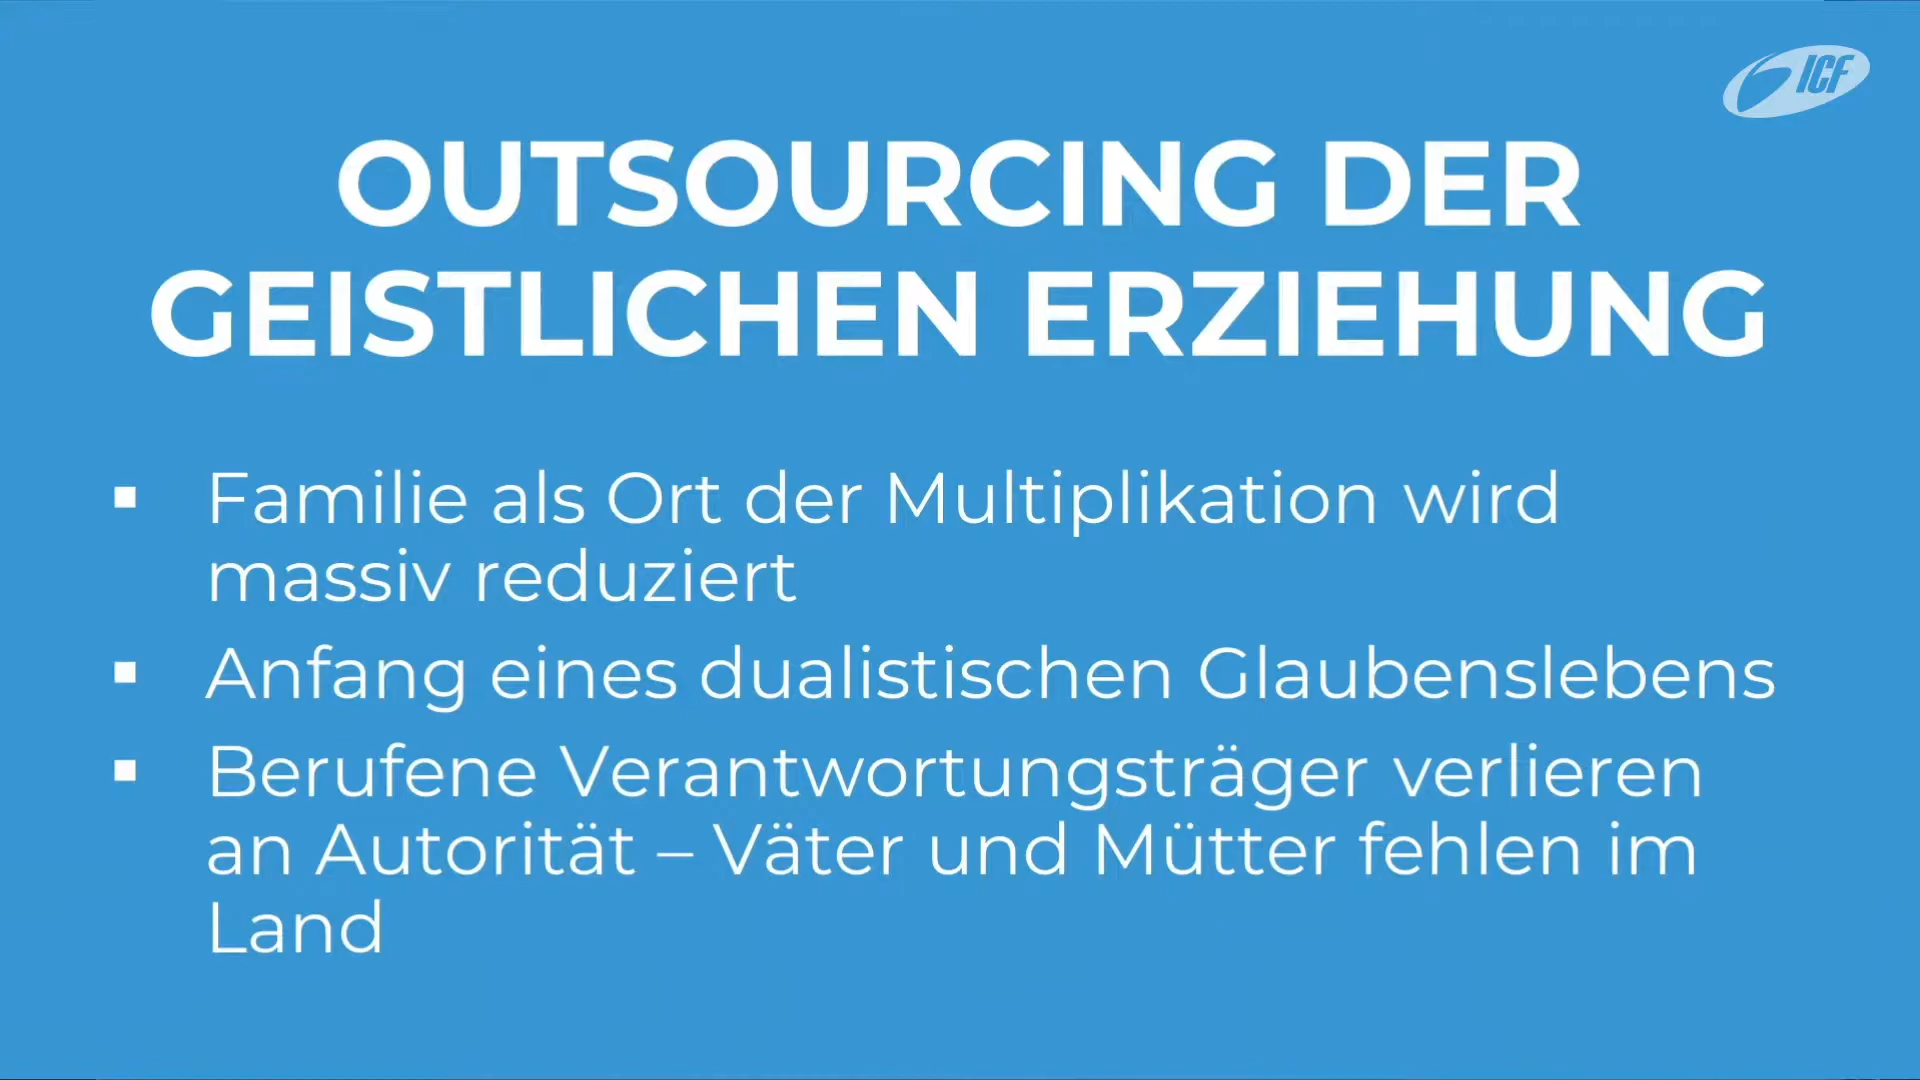 ICF
OUTSOURCING DER
GEISTLICHEN ERZIEHUNG
▪ Familie als Ort der Multiplikation wird
massiv reduziert
▪ Anfang eines dualistischen Glaubenslebens
▪ Berufene Verantwortungsträger verlieren
an Autorität – Väter und Mütter fehlen im
Land